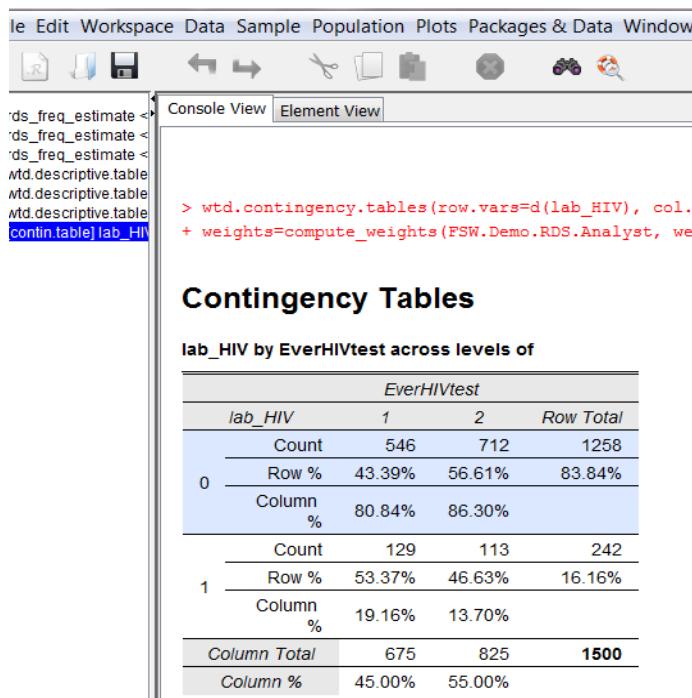 le Edit Workspace Data Sample Population Plots Packages & Data Window
Console View Element View
rds_freq_estimate <
rds_freq_estimate <
rds_freq_estimate <
wtd.descriptive.table
wtd.descriptive.table
wtd.descriptive.table
[contin.table] lab_HIV
> wtd.contingency.tables(row.vars=d(lab_HIV), col.
+ weights=compute_weights(FSW.Demo.RDS.Analyst, we
Contingency Tables
lab_HIV by EverHIVtest across levels of
EverHIVtest
lab_HIV 1 2 Row Total
0 Count 546 712 1258
Row % 43.39% 56.61% 83.84%
Column % 80.84% 86.30%
1 Count 129 113 242
Row % 53.37% 46.63% 16.16%
Column % 19.16% 13.70%
Column Total 675 825 1500
Column % 45.00% 55.00%